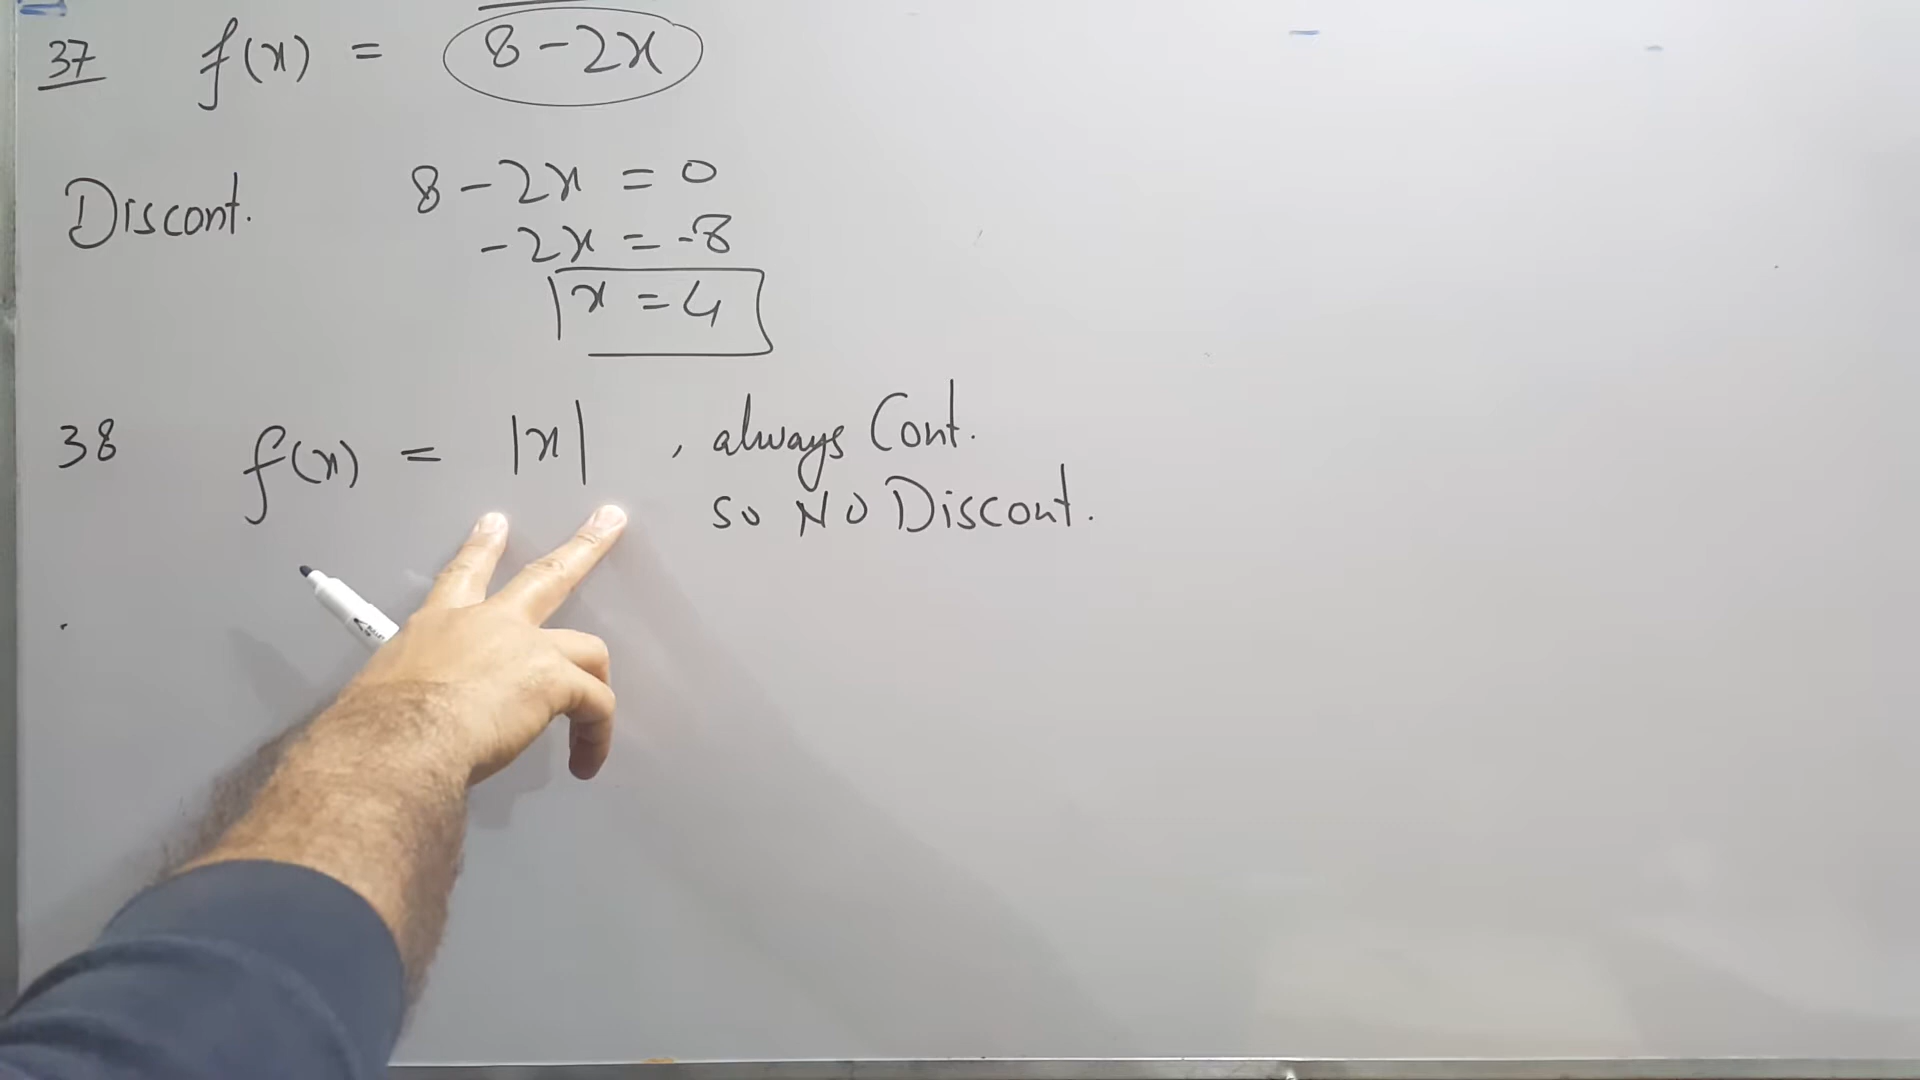 37 f(x) = 8-2x
Discont. 8-2x = 0
-2x = -8
x = 4
38 f(x) = |x| , always Cont.
so NO Discont.